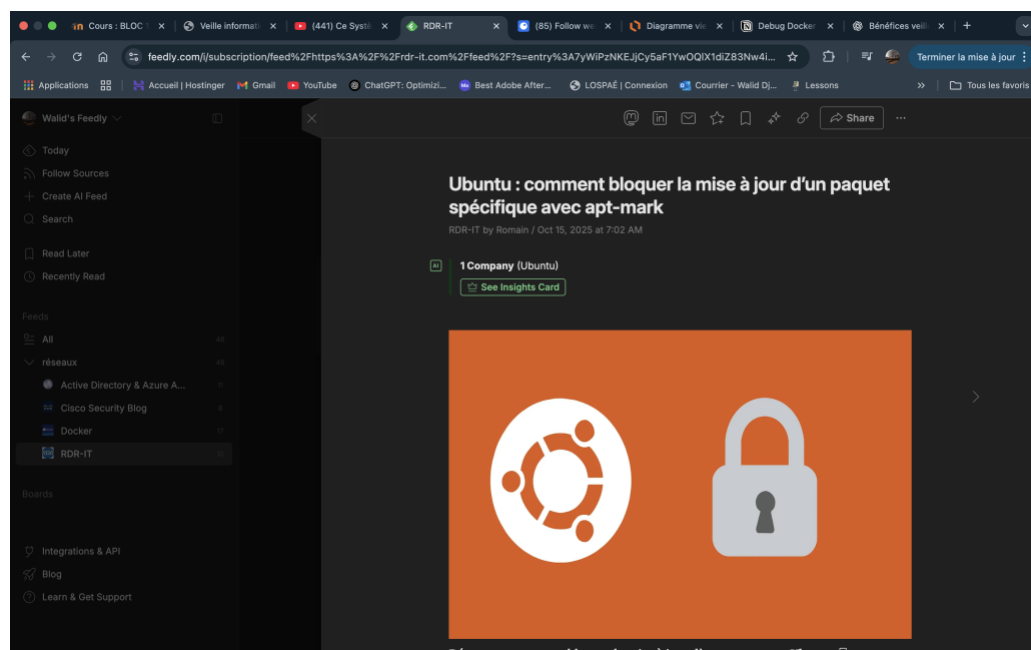 Cours : BLOC 1
Veille informati
(441) Ce Systè
RDR-IT
(85) Follow we
Diagramme vie
Debug Docker
Bénéfices veill
feedly.com/i/subscription/feed%2Fhttps%3A%2F%2Frdr-it.com%2Ffeed%2F?s=entry%3A7yWiPzNKEJjCy5aF1YwOQIX1diZ83Nw4i...
Terminer la mise à jour
Applications
Accueil | Hostinger
Gmail
YouTube
ChatGPT: Optimizi...
Best Adobe After...
LOSPAÉ | Connexion
Courrier – Walid Dj...
Lessons
»
Tous les favoris
Walid's Feedly
Share
Today
Follow Sources
Create AI Feed
Search
Read Later
Recently Read
Feeds
All
réseaux
Active Directory & Azure A...
Cisco Security Blog
Docker
RDR-IT
Boards
Integrations & API
Blog
Learn & Get Support
Ubuntu : comment bloquer la mise à jour d'un paquet
spécifique avec apt-mark
RDR-IT by Romain / Oct 15, 2025 at 7:02 AM
AI
1 Company (Ubuntu)
See Insights Card